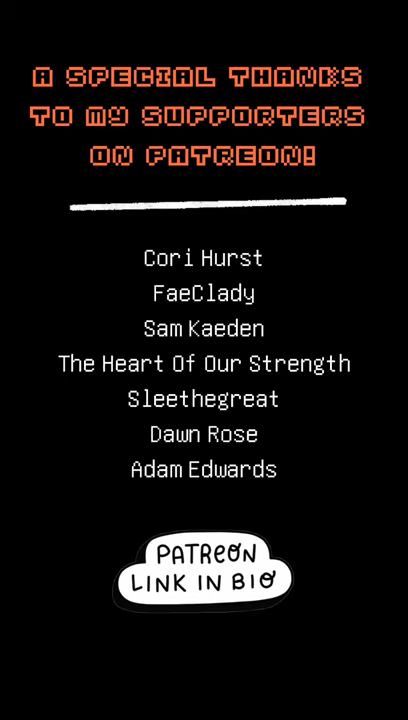 A SPECIAL THANKS
TO MY SUPPORTERS
ON PATREON!
Cori Hurst
FaeClady
Sam Kaeden
The Heart Of Our Strength
Sleethegreat
Dawn Rose
Adam Edwards
PATREON
LINK IN BIO